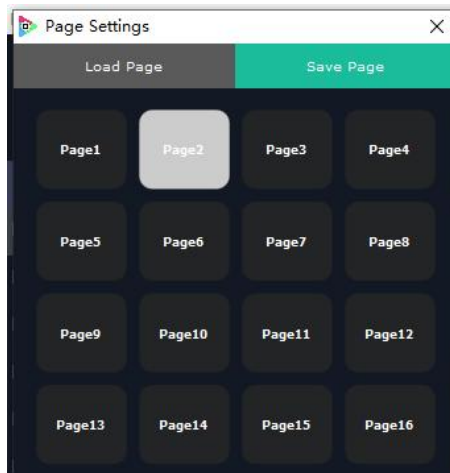 Page Settings
Load Page Save Page
Page1 Page2 Page3 Page4
Page5 Page6 Page7 Page8
Page9 Page10 Page11 Page12
Page13 Page14 Page15 Page16